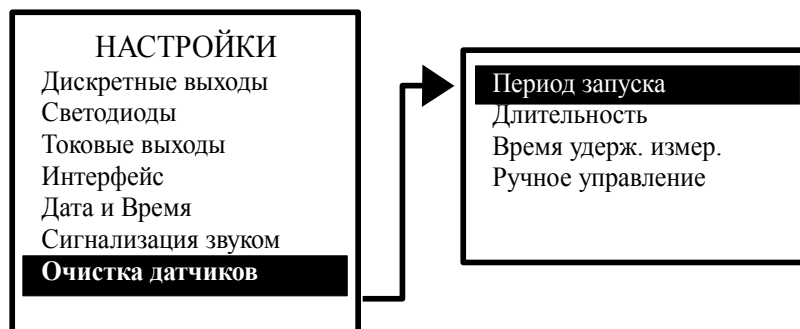 НАСТРОЙКИ
Дискретные выходы
Светодиоды
Токовые выходы
Интерфейс
Дата и Время
Сигнализация звуком
Очистка датчиков
Период запуска
Длительность
Время удерж. измер.
Ручное управление